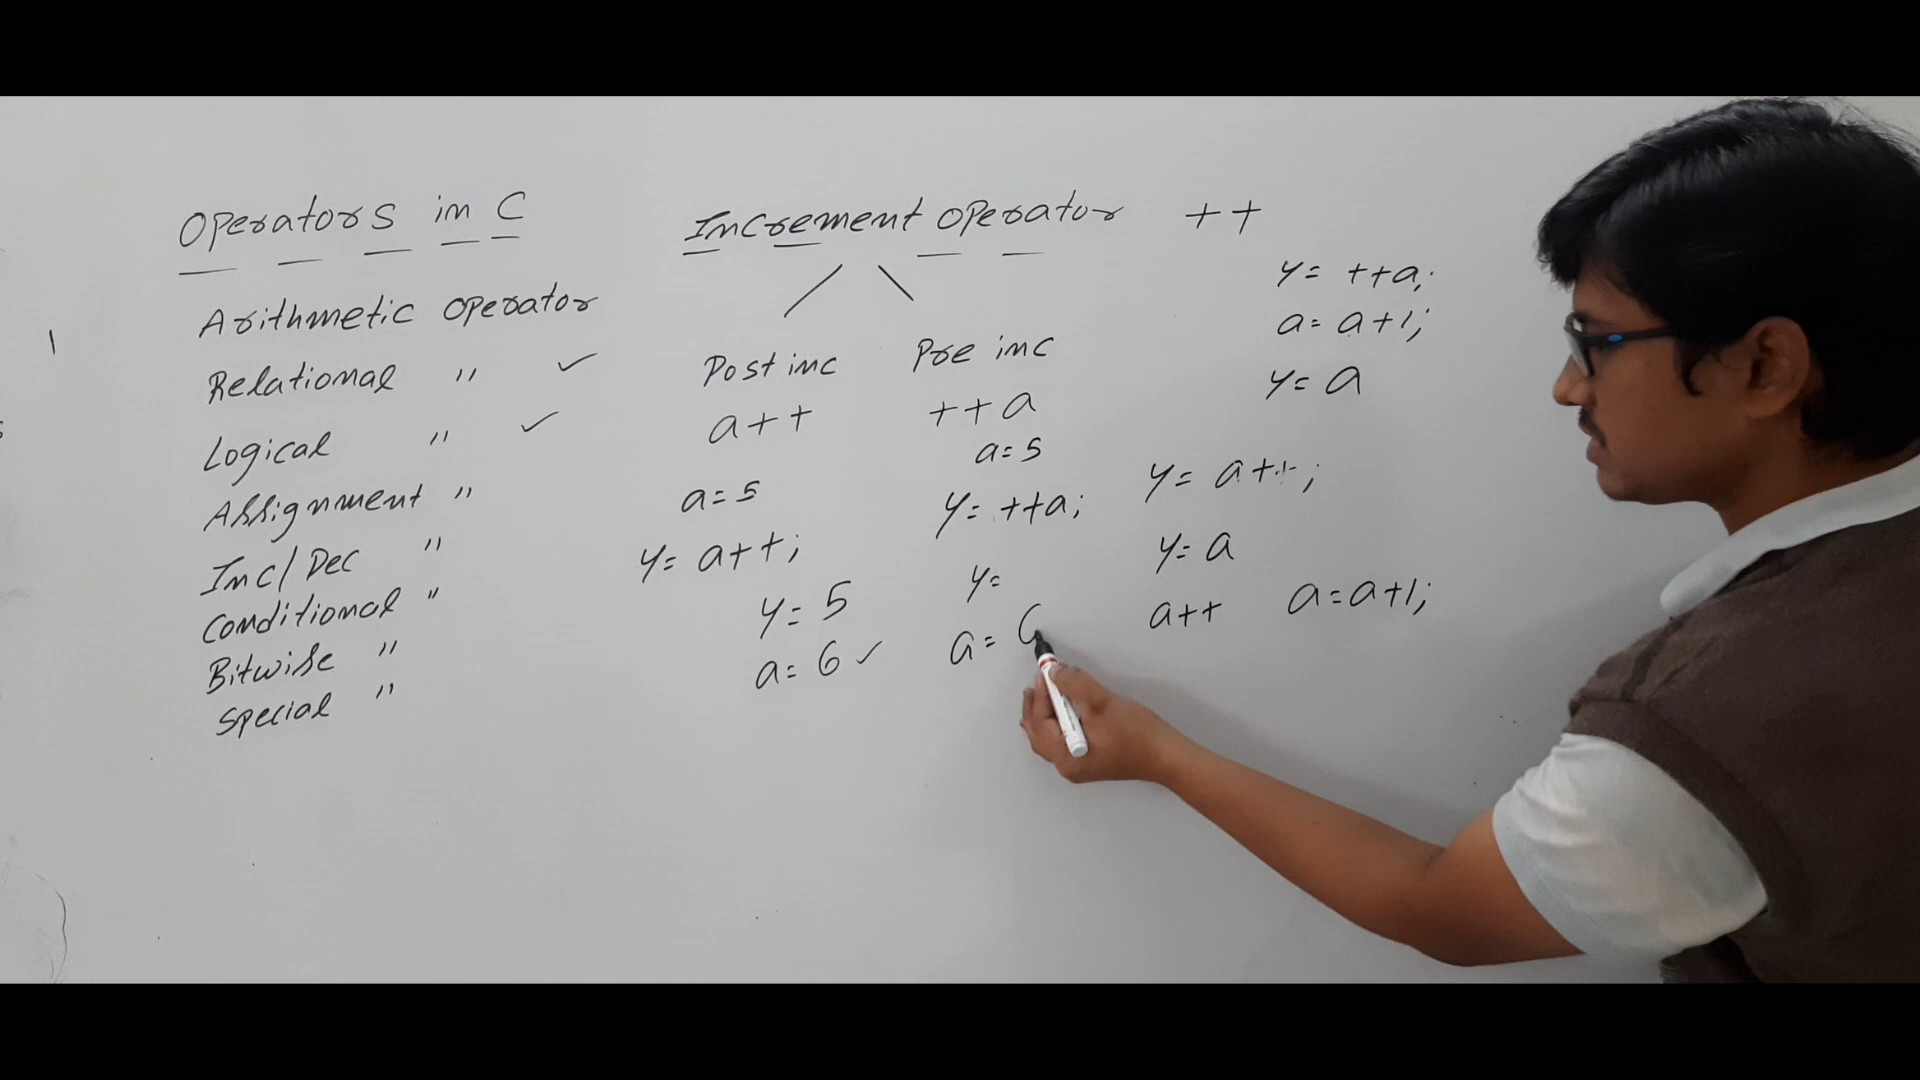 Operators in C
Arithmetic operator
Relational " ✓
Logical " ✓
Assignment "
Inc/Dec "
Conditional "
Bitwise "
Special "
Increment operator ++
Post inc
a++
a=5
y= a++;
y= 5
a= 6 ✓
Pre inc
++a
a=5
y= ++a;
y=
a= 6
y= ++a;
a= a+1;
y= a
y= a++;
y= a
a++ a=a+1;